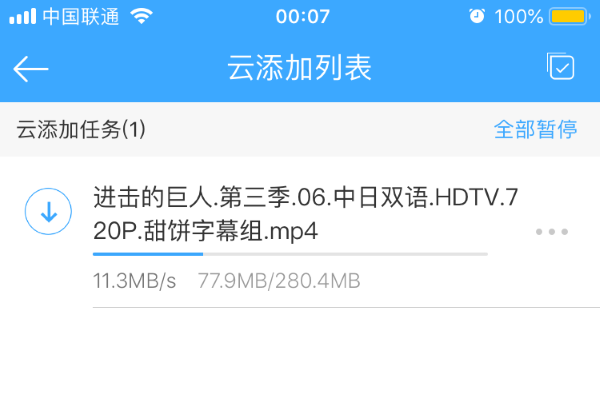 中国联通 00:07 100%
云添加列表
云添加任务(1) 全部暂停
进击的巨人.第三季.06.中日双语.HDTV.7
20P.甜饼字幕组.mp4
11.3MB/s 77.9MB/280.4MB